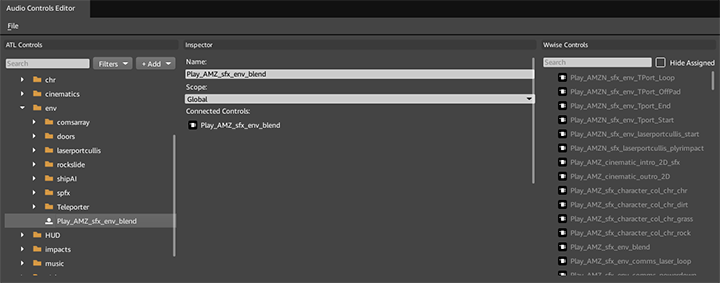 Audio Controls Editor
File
ATL Controls
Search
Filters
+ Add
chr
cinematics
env
comsarray
doors
laserportcullis
rockslide
shipAI
spfx
Teleporter
Play_AMZ_sfx_env_blend
HUD
impacts
music
Inspector
Name:
Play_AMZ_sfx_env_blend
Scope:
Global
Connected Controls:
Play_AMZ_sfx_env_blend
Wwise Controls
Search
Hide Assigned
Play_AMZN_sfx_env_TPort_Loop
Play_AMZN_sfx_env_TPort_OffPad
Play_AMZN_sfx_env_TPort_End
Play_AMZN_sfx_env_TPort_Start
Play_AMZN_sfx_env_laserportcullis_start
Play_AMZN_sfx_laserportcullis_plyrimpact
Play_AMZ_cinematic_intro_2D_sfx
Play_AMZ_cinematic_outro_2D
Play_AMZ_sfx_character_col_chr_chr
Play_AMZ_sfx_character_col_chr_dirt
Play_AMZ_sfx_character_col_chr_grass
Play_AMZ_sfx_character_col_chr_rock
Play_AMZ_sfx_env_blend
Play_AMZ_sfx_env_comms_laser_loop